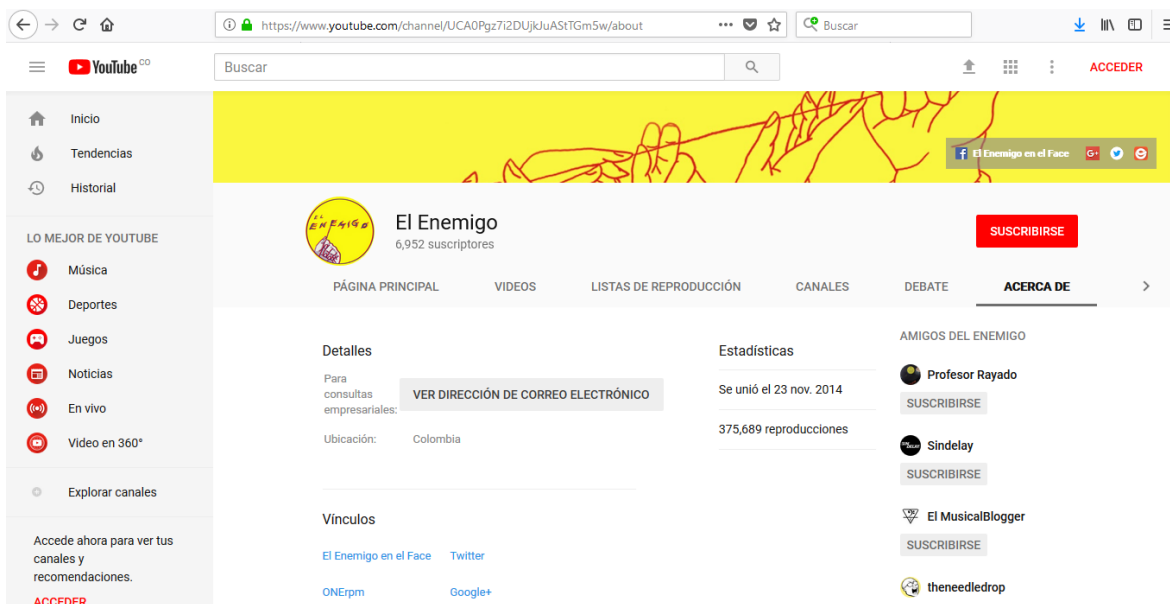 https://www.youtube.com/channel/UCA0Pgz7i2DUjkJuAStTGm5w/about
Buscar
YouTube CO
Buscar
ACCEDER
Inicio
Tendencias
Historial
LO MEJOR DE YOUTUBE
Música
Deportes
Juegos
Noticias
En vivo
Video en 360°
Explorar canales
Accede ahora para ver tus
canales y
recomendaciones.
ACCEDER
El Enemigo en el Face
G+
EL
ENEMIGO
El Enemigo
6,952 suscriptores
SUSCRIBIRSE
PÁGINA PRINCIPAL
VIDEOS
LISTAS DE REPRODUCCIÓN
CANALES
DEBATE
ACERCA DE
Detalles
Para
consultas
empresariales:
VER DIRECCIÓN DE CORREO ELECTRÓNICO
Ubicación:
Colombia
Vínculos
El Enemigo en el Face
Twitter
ONErpm
Google+
Estadísticas
Se unió el 23 nov. 2014
375,689 reproducciones
AMIGOS DEL ENEMIGO
Profesor Rayado
SUSCRIBIRSE
Sindelay
SUSCRIBIRSE
El MusicalBlogger
SUSCRIBIRSE
theneedledrop